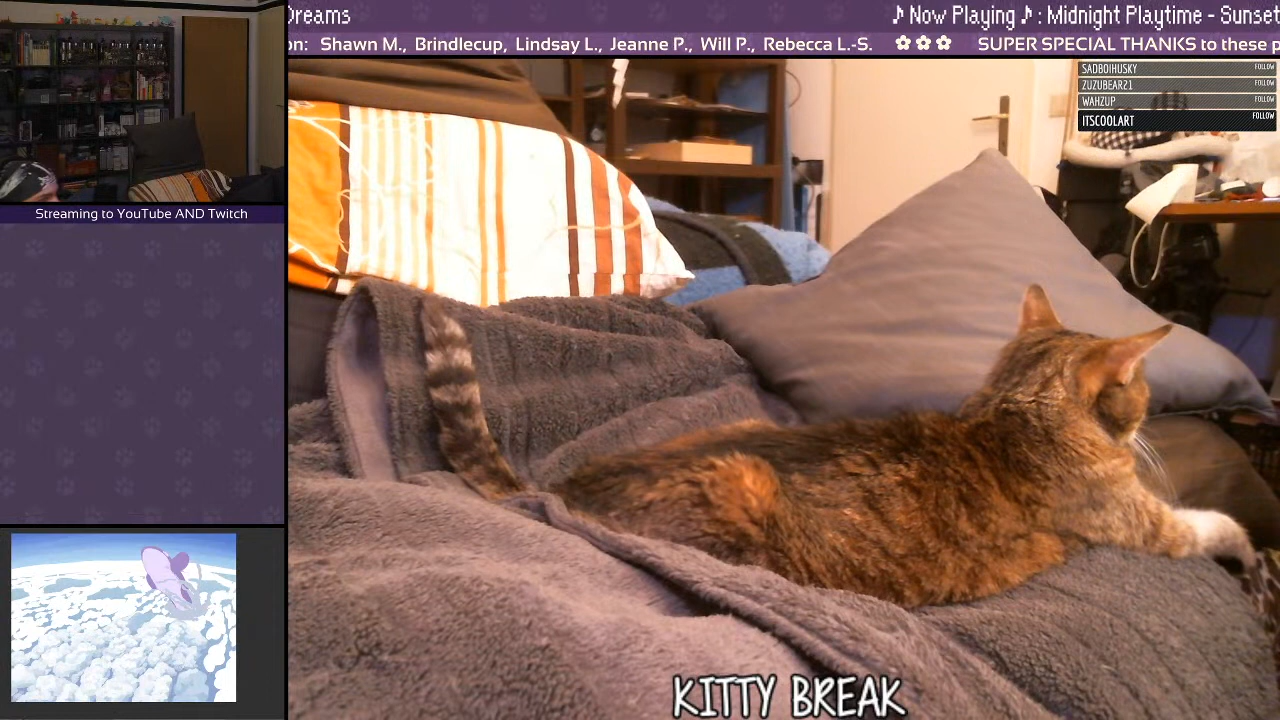 Dreams
♪ Now Playing ♪ : Midnight Playtime - Sunset
on: Shawn M., Brindlecup, Lindsay L., Jeanne P., Will P., Rebecca L.-S. ✿ ✿ ✿ SUPER SPECIAL THANKS to these p
SADBOIHUSKY FOLLOW
ZUZUBEAR21 FOLLOW
WAHZUP FOLLOW
ITSCOOLART FOLLOW
Streaming to YouTube AND Twitch
KITTY BREAK